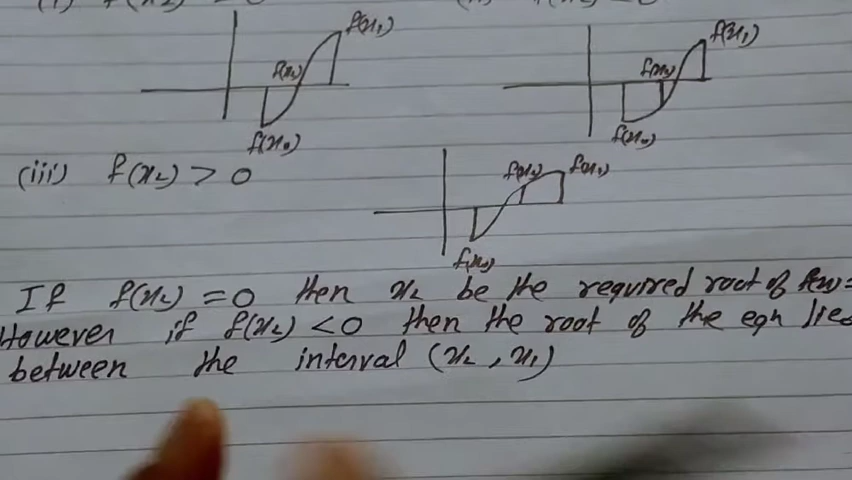 f(x₁)
f(x₂)
f(x₀)
f(x₁)
f(x₂)
f(x₀)
(iii) f(x₂) > 0
f(x₂) f(x₁)
f(x₀)
If f(x₂) = 0 then x₂ be the required root of f(x)=
However if f(x₂) < 0 then the root of the eqn lies
between the interval (x₂, x₁)